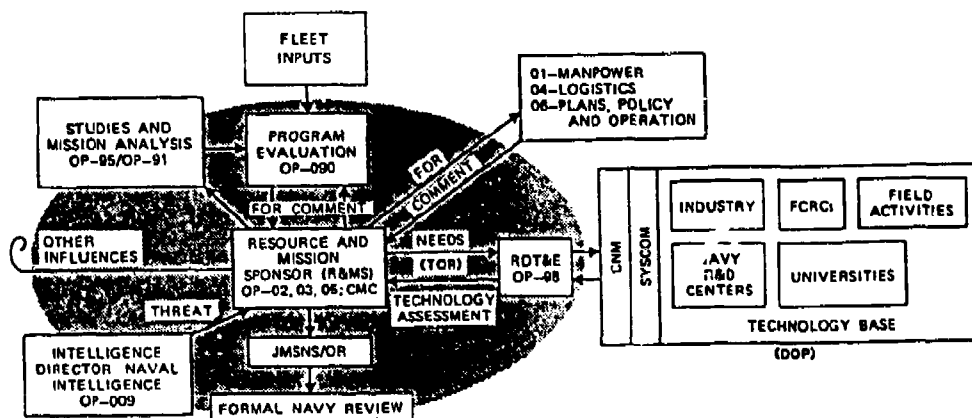 FLEET
INPUTS
01-MANPOWER
04-LOGISTICS
06-PLANS, POLICY
AND OPERATION
STUDIES AND
MISSION ANALYSIS
OP-95/OP-91
PROGRAM
EVALUATION
OP-090
FOR
COMMENT
FOR COMMENT
OTHER
INFLUENCES
RESOURCE AND
MISSION
SPONSOR (R&MS)
OP-02, 03, 05; CMC
NEEDS
(TOR)
TECHNOLOGY
ASSESSMENT
RDT&E
OP-98
CNM
SYSCOM
INDUSTRY
FCRCs
FIELD
ACTIVITIES
NAVY
R&D
CENTERS
UNIVERSITIES
TECHNOLOGY BASE
(DOP)
THREAT
INTELLIGENCE
DIRECTOR NAVAL
INTELLIGENCE
OP-009
JMSNS/OR
FORMAL NAVY REVIEW